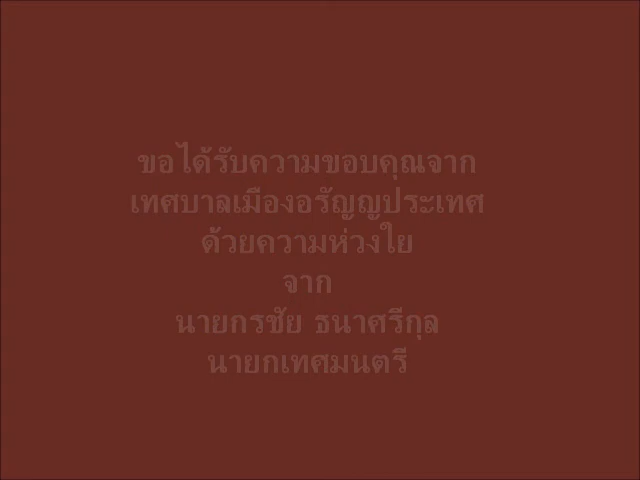 ขอได้รับความขอบคุณจาก
เทศบาลเมืองอรัญญประเทศ
ด้วยความห่วงใย
จาก
นายกรชัย ธนาศรีกุล
นายกเทศมนตรี